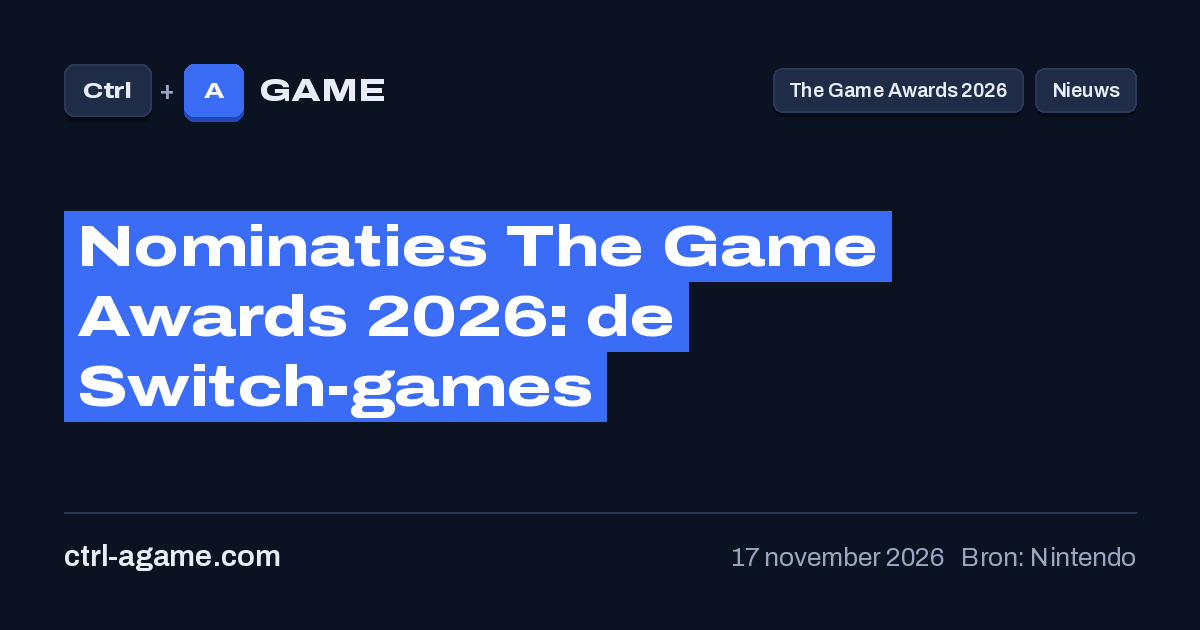 Ctrl + A GAME
The Game Awards 2026
Nieuws
Nominaties The Game
Awards 2026: de
Switch-games
ctrl-agame.com
17 november 2026 Bron: Nintendo